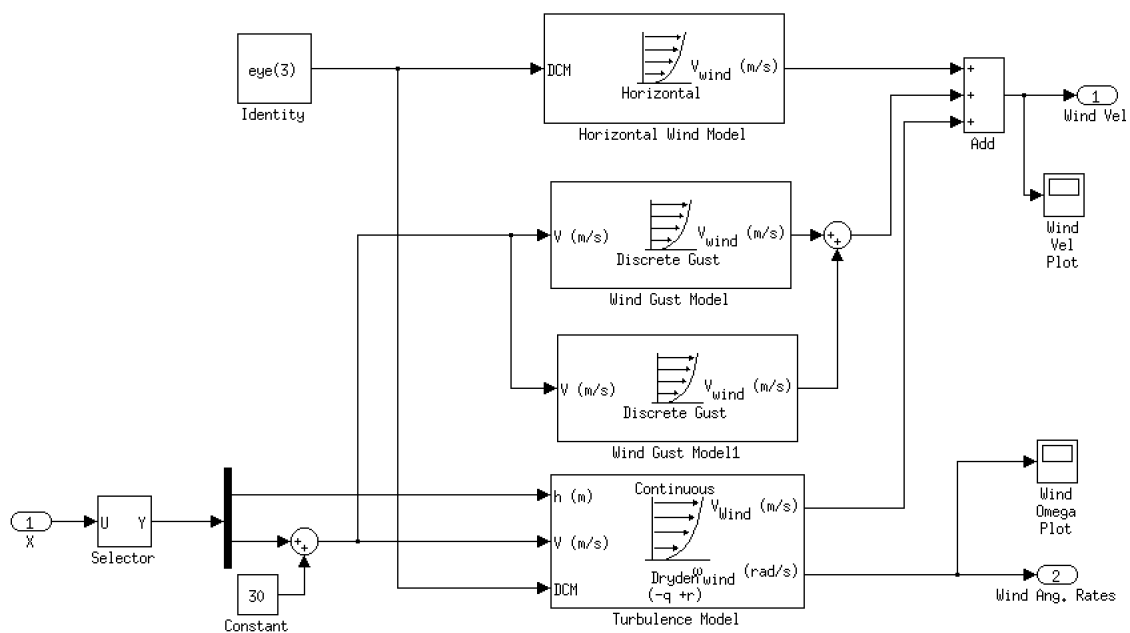 eye(3)
Identity
DCM
V wind (m/s)
Horizontal
Horizontal Wind Model
+
+
+
Add
1
Wind Vel
Wind
Vel
Plot
V (m/s)
V wind (m/s)
Discrete Gust
Wind Gust Model
+
+
V (m/s)
V wind (m/s)
Discrete Gust
Wind Gust Model1
1
X
U Y
Selector
+
+
30
Constant
h (m)
V (m/s)
DCM
Continuous
V Wind (m/s)
ω wind (rad/s)
Dryden
(-q +r)
Turbulence Model
Wind
Omega
Plot
2
Wind Ang. Rates